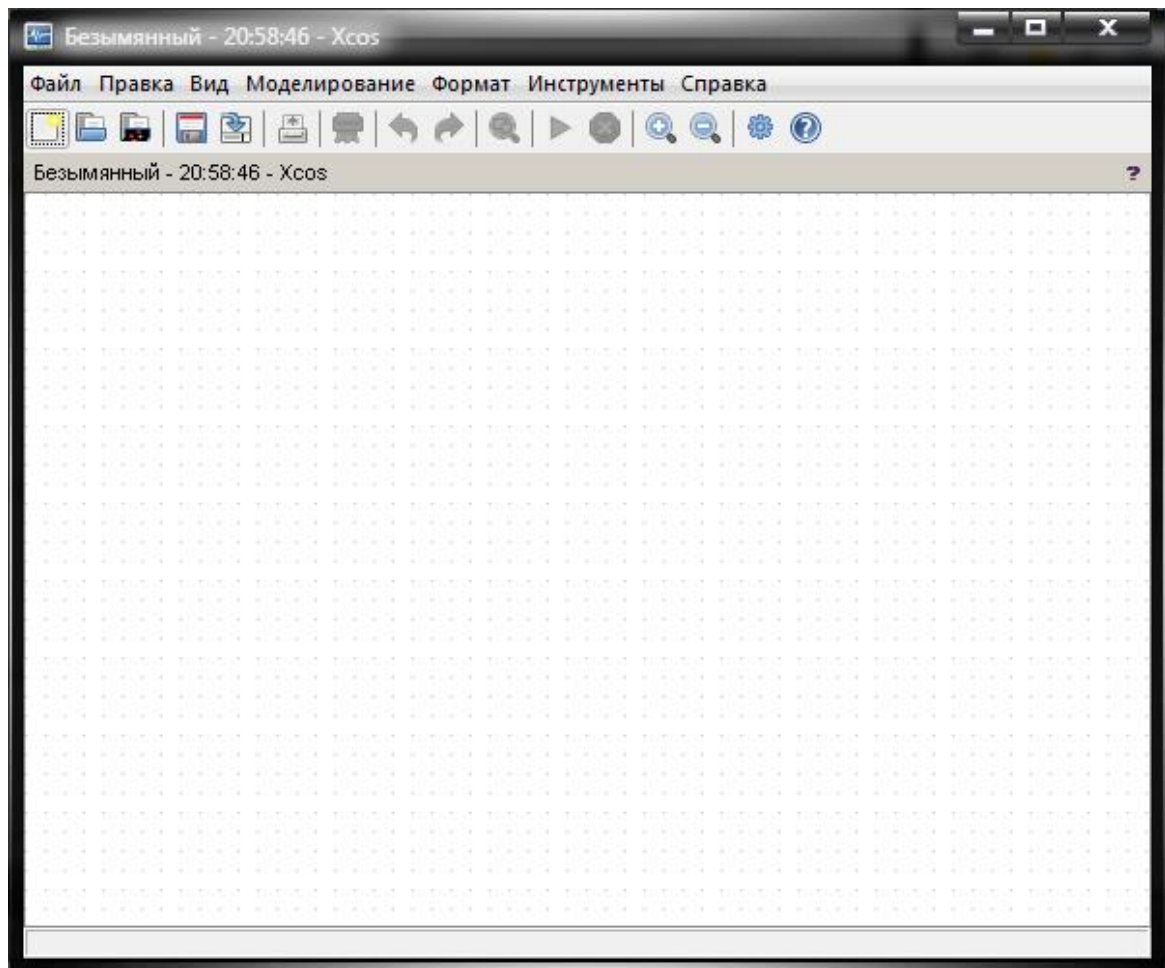 Безымянный - 20:58:46 - Xcos
Файл Правка Вид Моделирование Формат Инструменты Справка
Безымянный - 20:58:46 - Xcos ?